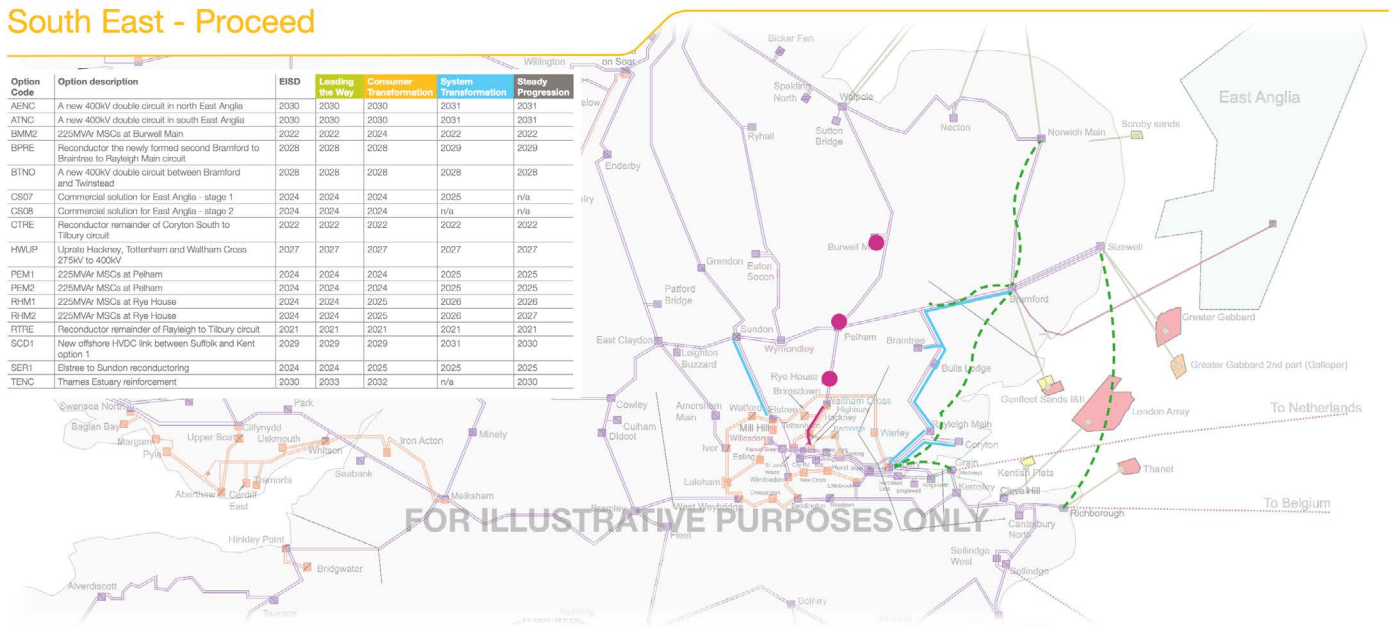 South East - Proceed
Option Code Option description EISD Leading the Way Consumer Transformation System Transformation Steady Progression
AENC A new 400kV double circuit in north East Anglia 2030 2030 2030 2031 2031
ATNC A new 400kV double circuit in south East Anglia 2030 2030 2030 2031 2031
BMM2 225MVAr MSCs at Burwell Main 2022 2022 2024 2022 2022
BPRE Reconductor the newly formed second Bramford to Braintree to Rayleigh Main circuit 2028 2028 2028 2029 2029
BTNO A new 400kV double circuit between Bramford and Twinstead 2028 2028 2028 2028 2028
CS07 Commercial solution for East Anglia - stage 1 2024 2024 2024 2025 n/a
CS08 Commercial solution for East Anglia - stage 2 2024 2024 2024 n/a n/a
CTRE Reconductor remainder of Coryton South to Tilbury circuit 2022 2022 2022 2022 2022
HWUP Uprate Hackney, Tottenham and Waltham Cross 275kV to 400kV 2027 2027 2027 2027 2027
PEM1 225MVAr MSCs at Pelham 2024 2024 2024 2025 2025
PEM2 225MVAr MSCs at Pelham 2024 2024 2024 2025 2025
RHM1 225MVAr MSCs at Rye House 2024 2024 2025 2026 2026
RHM2 225MVAr MSCs at Rye House 2024 2024 2025 2026 2027
RTRE Reconductor remainder of Rayleigh to Tilbury circuit 2021 2021 2021 2021 2021
SCD1 New offshore HVDC link between Suffolk and Kent option 1 2029 2029 2029 2031 2030
SER1 Elstree to Sundon reconductoring 2024 2024 2025 2025 2025
TENC Thames Estuary reinforcement 2030 2033 2032 n/a 2030
Willington
on Soar
Bicker Fen
Spalding
North
Walpole
Sutton
Bridge
Necton
Norwich Main
Scroby sands
East Anglia
Ryhall
Enderby
Burwell M
Sizewell
Grendon
Eaton
Socon
Patford
Bridge
Bramford
Greater Gabbard
Sundon
East Claydon
Leighton
Buzzard
Wymondley
Pelham
Braintree
Greater Gabbard 2nd part (Galloper)
Rye House
Bulls Lodge
Gunfleet Sands I&II
London Array
To Netherlands
Brimsdown
Waltham Cross
Swansea North
Park
Cowley
Amersham
Main
Watford
Elstree
Highbury
Hackney
Baglan Bay
Cilfynydd
Minety
Culham
Didcot
Mill Hill
Tottenham
Redbridge
Warley
Rayleigh Main
Margam
Upper Boat
Uskmouth
Iron Acton
Willesden
Coryton
Pyle
Whitson
Iver
Ealing
Grain
Kentish Flats
Thanet
Seabank
Tremorfa
Laleham
Wimbledon
New Cross
Hurst
Littlebrook
Singlewell
Kemsley
Cleve Hill
Aberthaw
Cardiff
East
Melksham
Chessington
Beddington
Bramley
West Weybridge
Richborough
To Belgium
FOR ILLUSTRATIVE PURPOSES ONLY
Canterbury
North
Fleet
Hinkley Point
Bridgwater
Sellindge
West
Sellindge
Alverdiscott
Taunton
Bolney